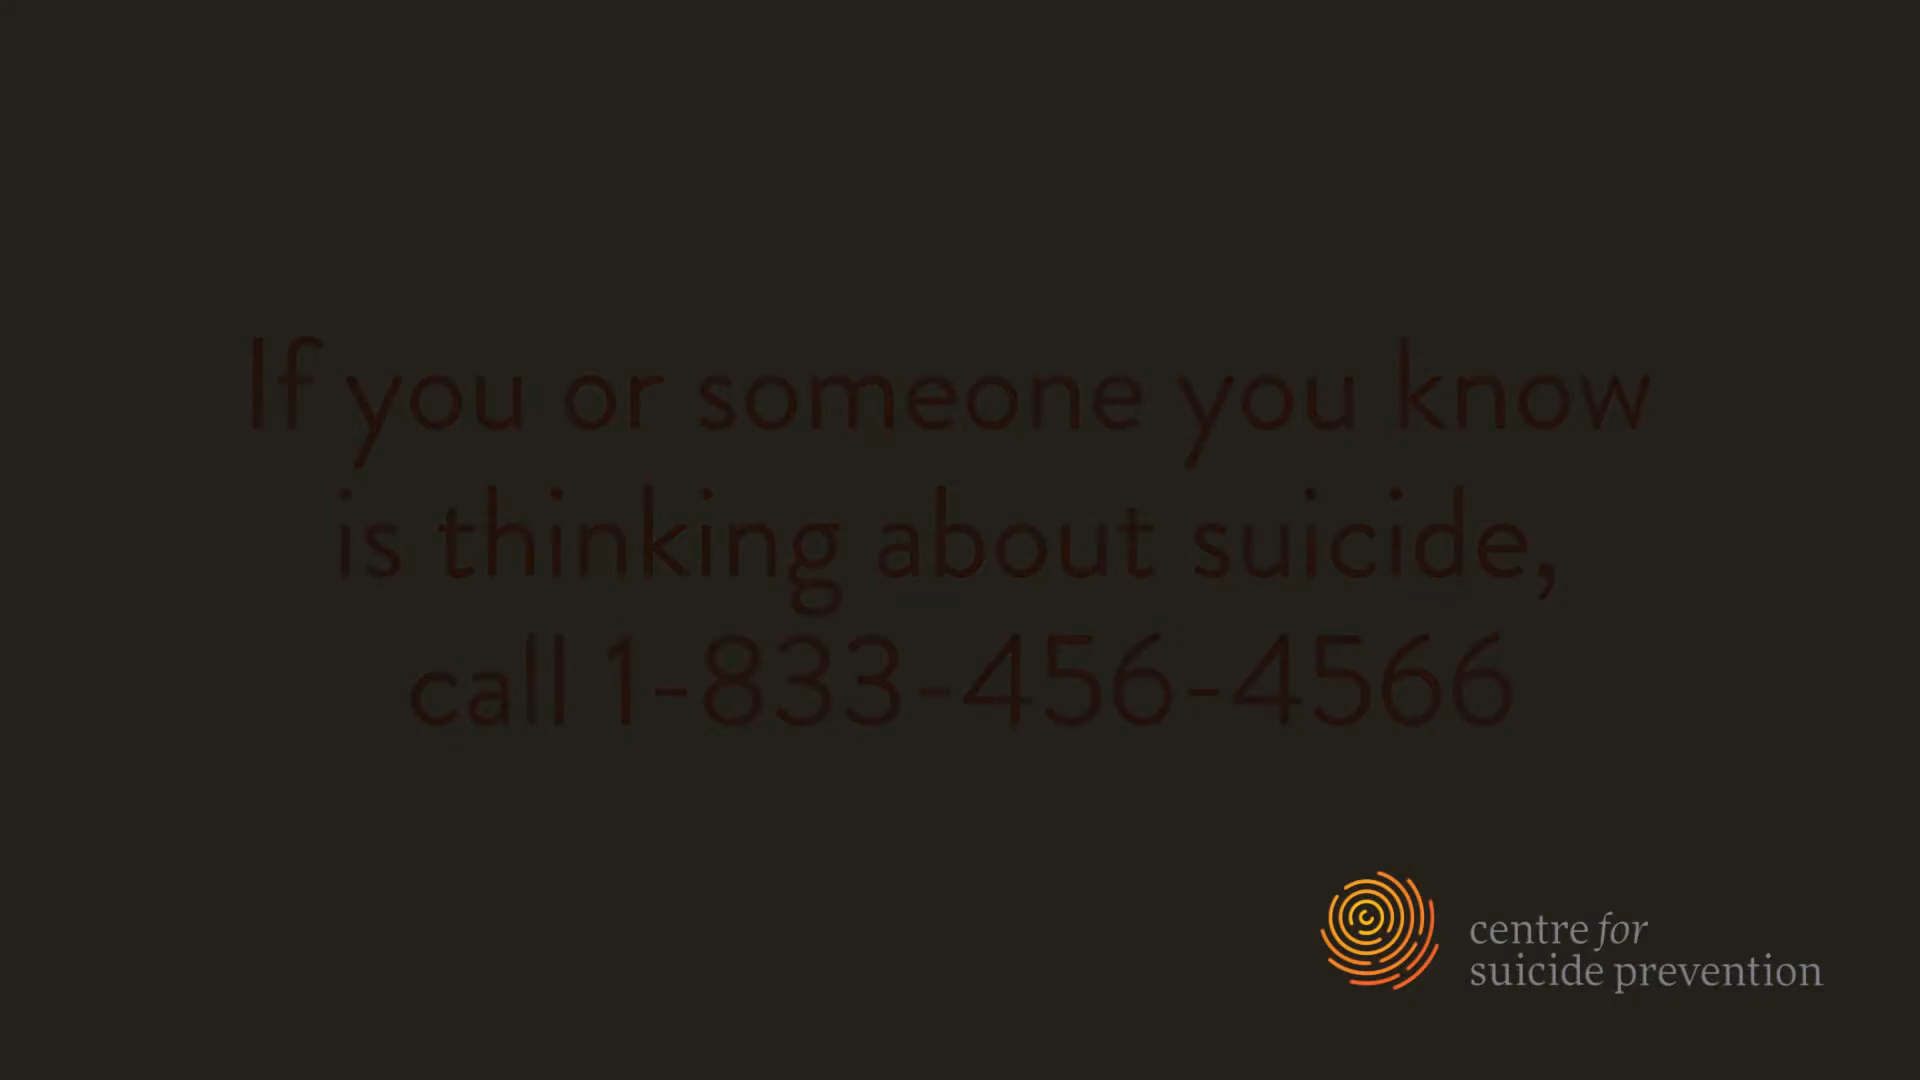 If you or someone you know
is thinking about suicide,
call 1-833-456-4566
centre for
suicide prevention